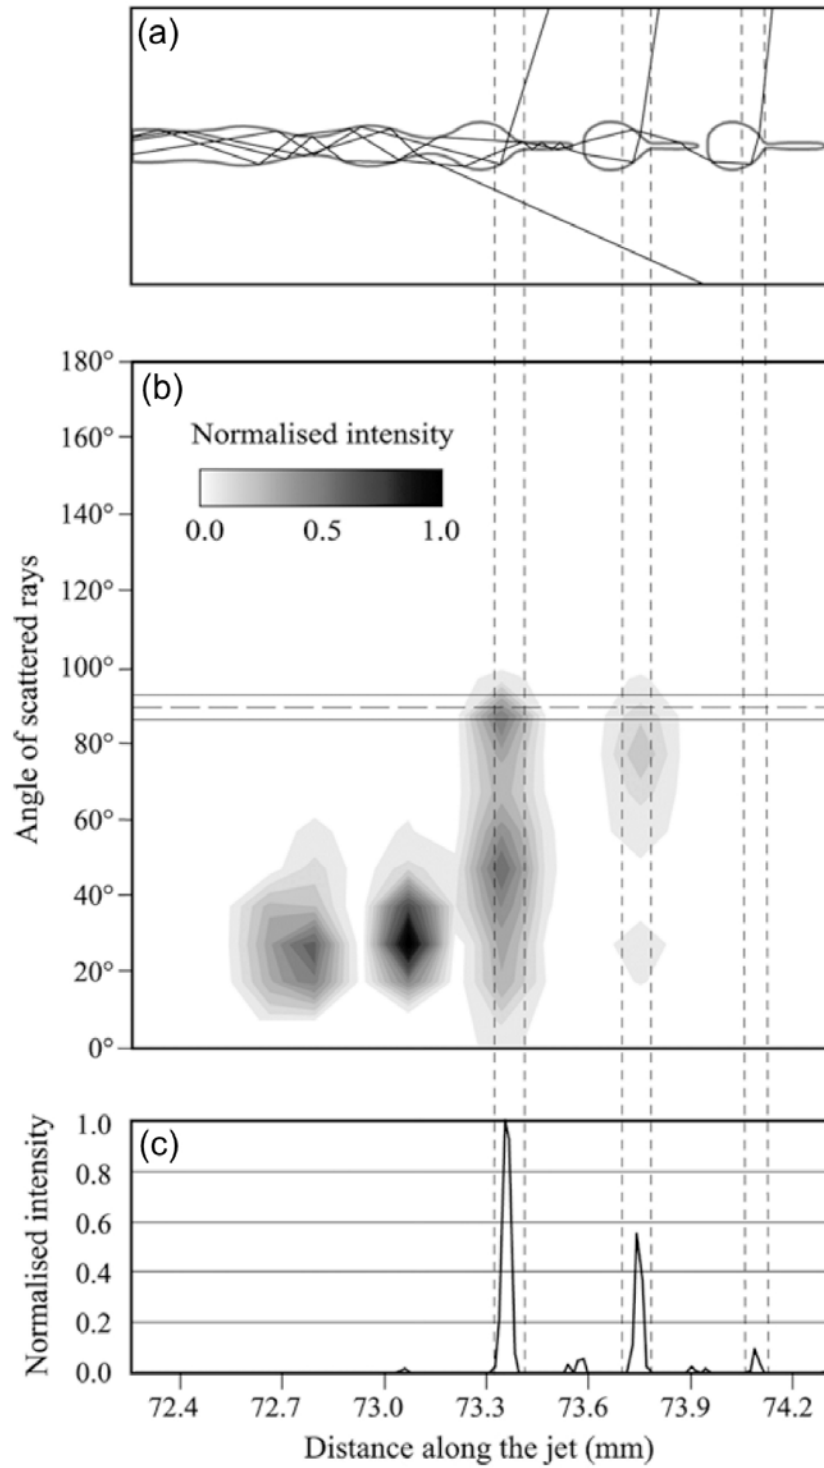 (a)
(b)
Normalised intensity
0.0 0.5 1.0
180°
160°
140°
120°
100°
80°
60°
40°
20°
0°
Angle of scattered rays
(c)
1.0
0.8
0.6
0.4
0.2
0.0
Normalised intensity
72.4 72.7 73.0 73.3 73.6 73.9 74.2
Distance along the jet (mm)